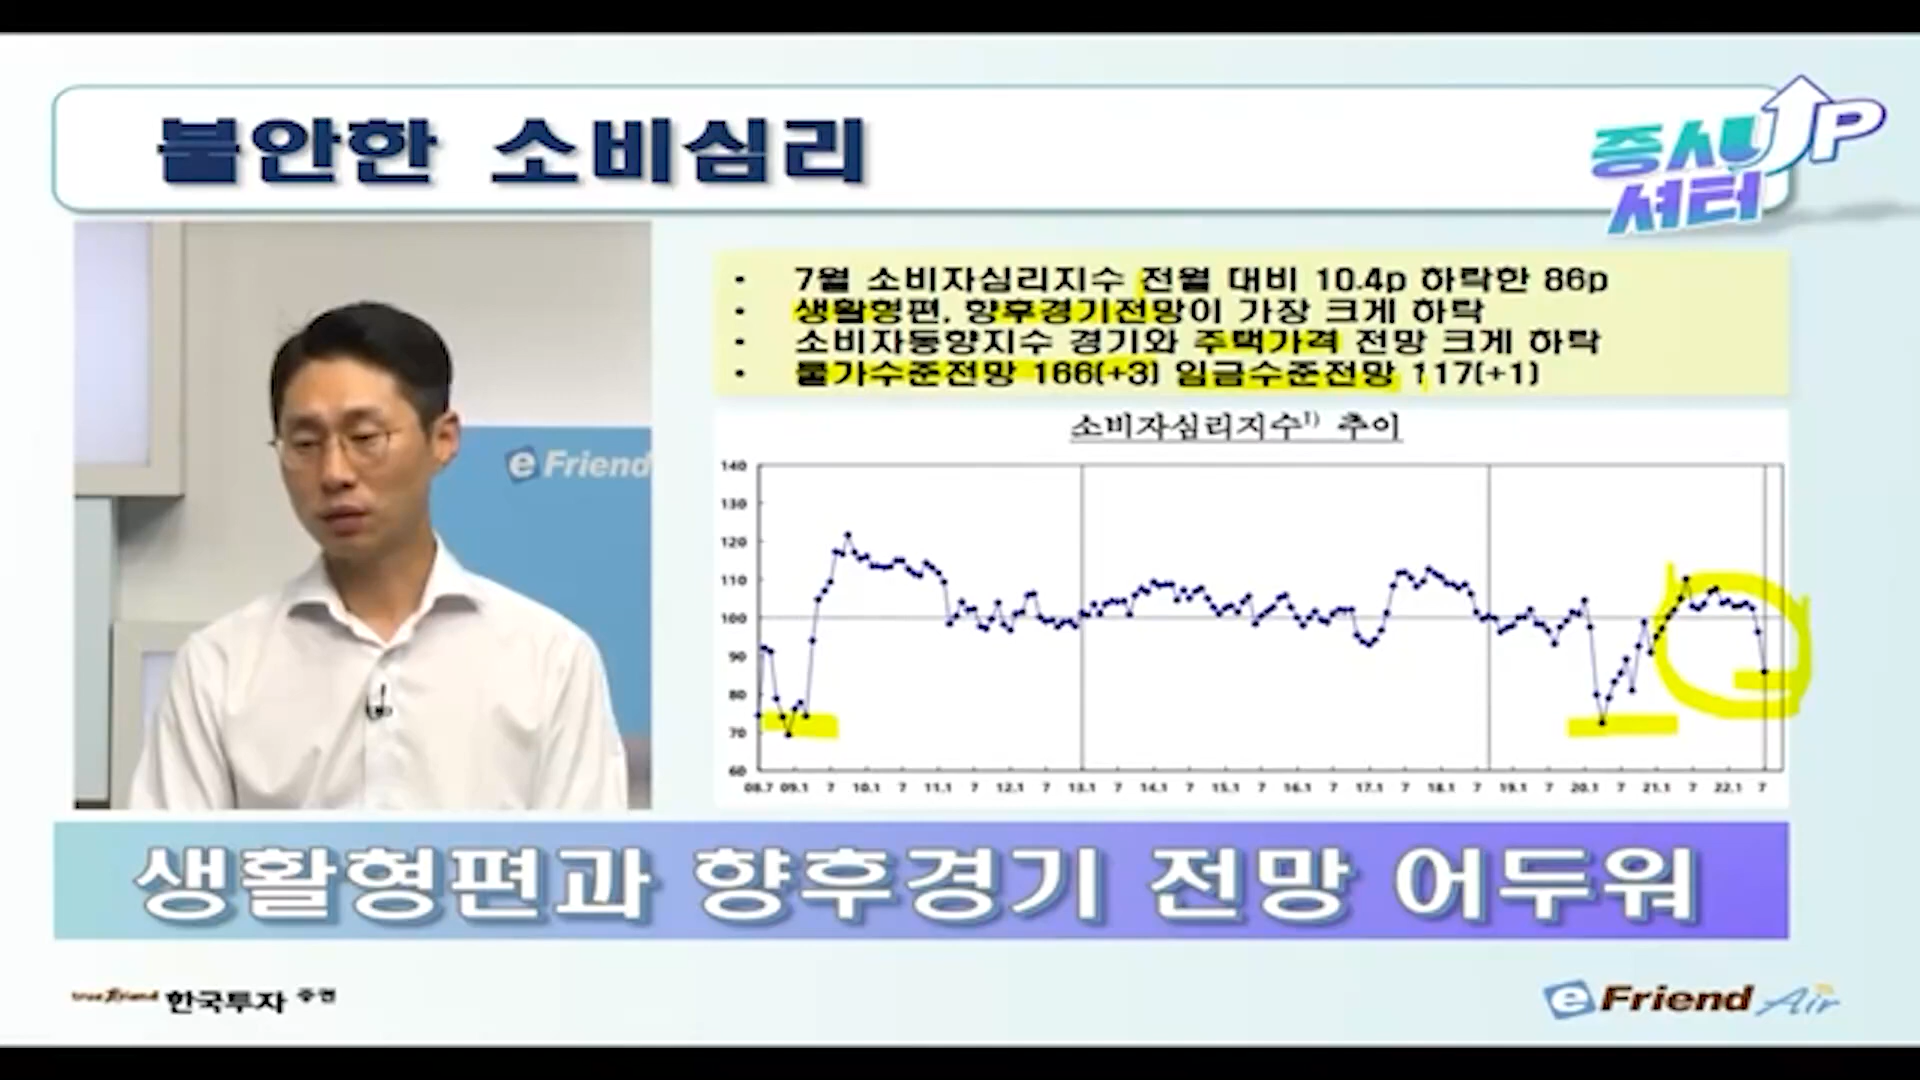 불안한 소비심리
증시UP
셔터
• 7월 소비자심리지수 전월 대비 10.4p 하락한 86p
• 생활형편, 향후경기전망이 가장 크게 하락
• 소비자동향지수 경기와 주택가격 전망 크게 하락
• 물가수준전망 166(+3) 임금수준전망 117(+1)
e Friend
소비자심리지수1) 추이
140
130
120
110
100
90
80
70
60
08.7 09.1 7 10.1 7 11.1 7 12.1 7 13.1 7 14.1 7 15.1 7 16.1 7 17.1 7 18.1 7 19.1 7 20.1 7 21.1 7 22.1 7
생활형편과 향후경기 전망 어두워
true Friend 한국투자 증권
e Friend Air